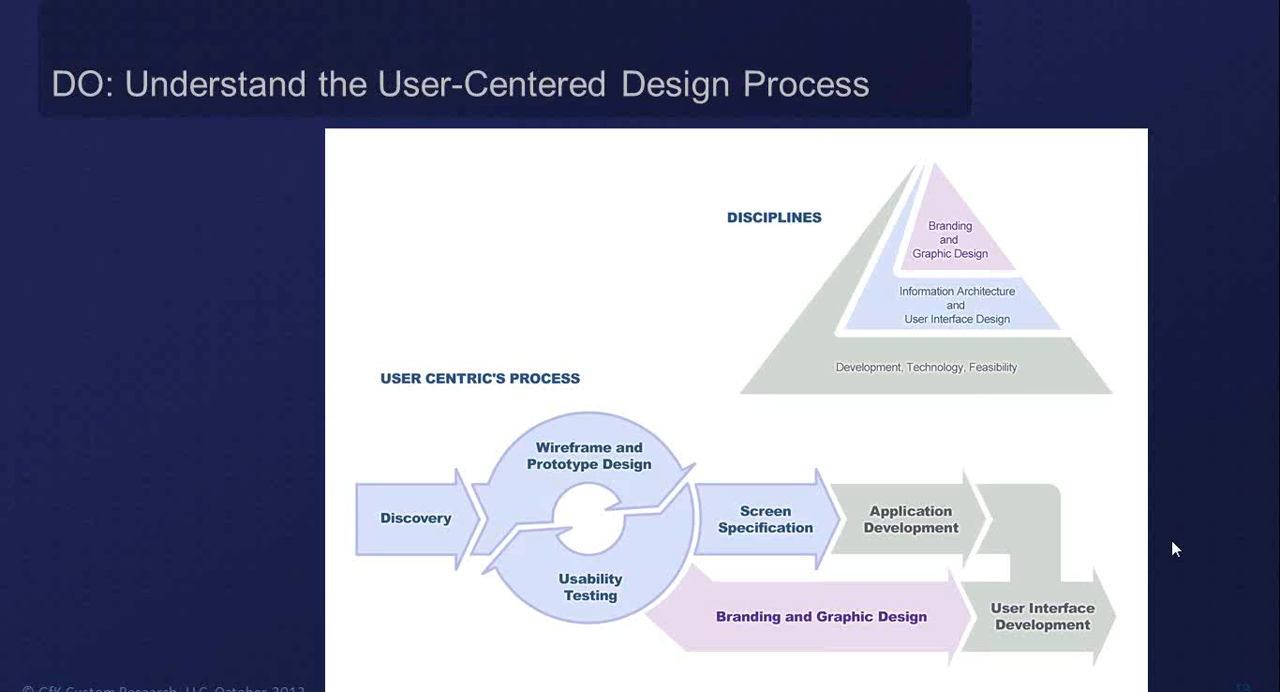 DO: Understand the User-Centered Design Process
DISCIPLINES
Branding
and
Graphic Design
Information Architecture
and
User Interface Design
Development, Technology, Feasibility
USER CENTRIC'S PROCESS
Wireframe and
Prototype Design
Discovery
Usability
Testing
Screen
Specification
Application
Development
Branding and Graphic Design
User Interface
Development
© GfK Custom Research, LLC, October 2012